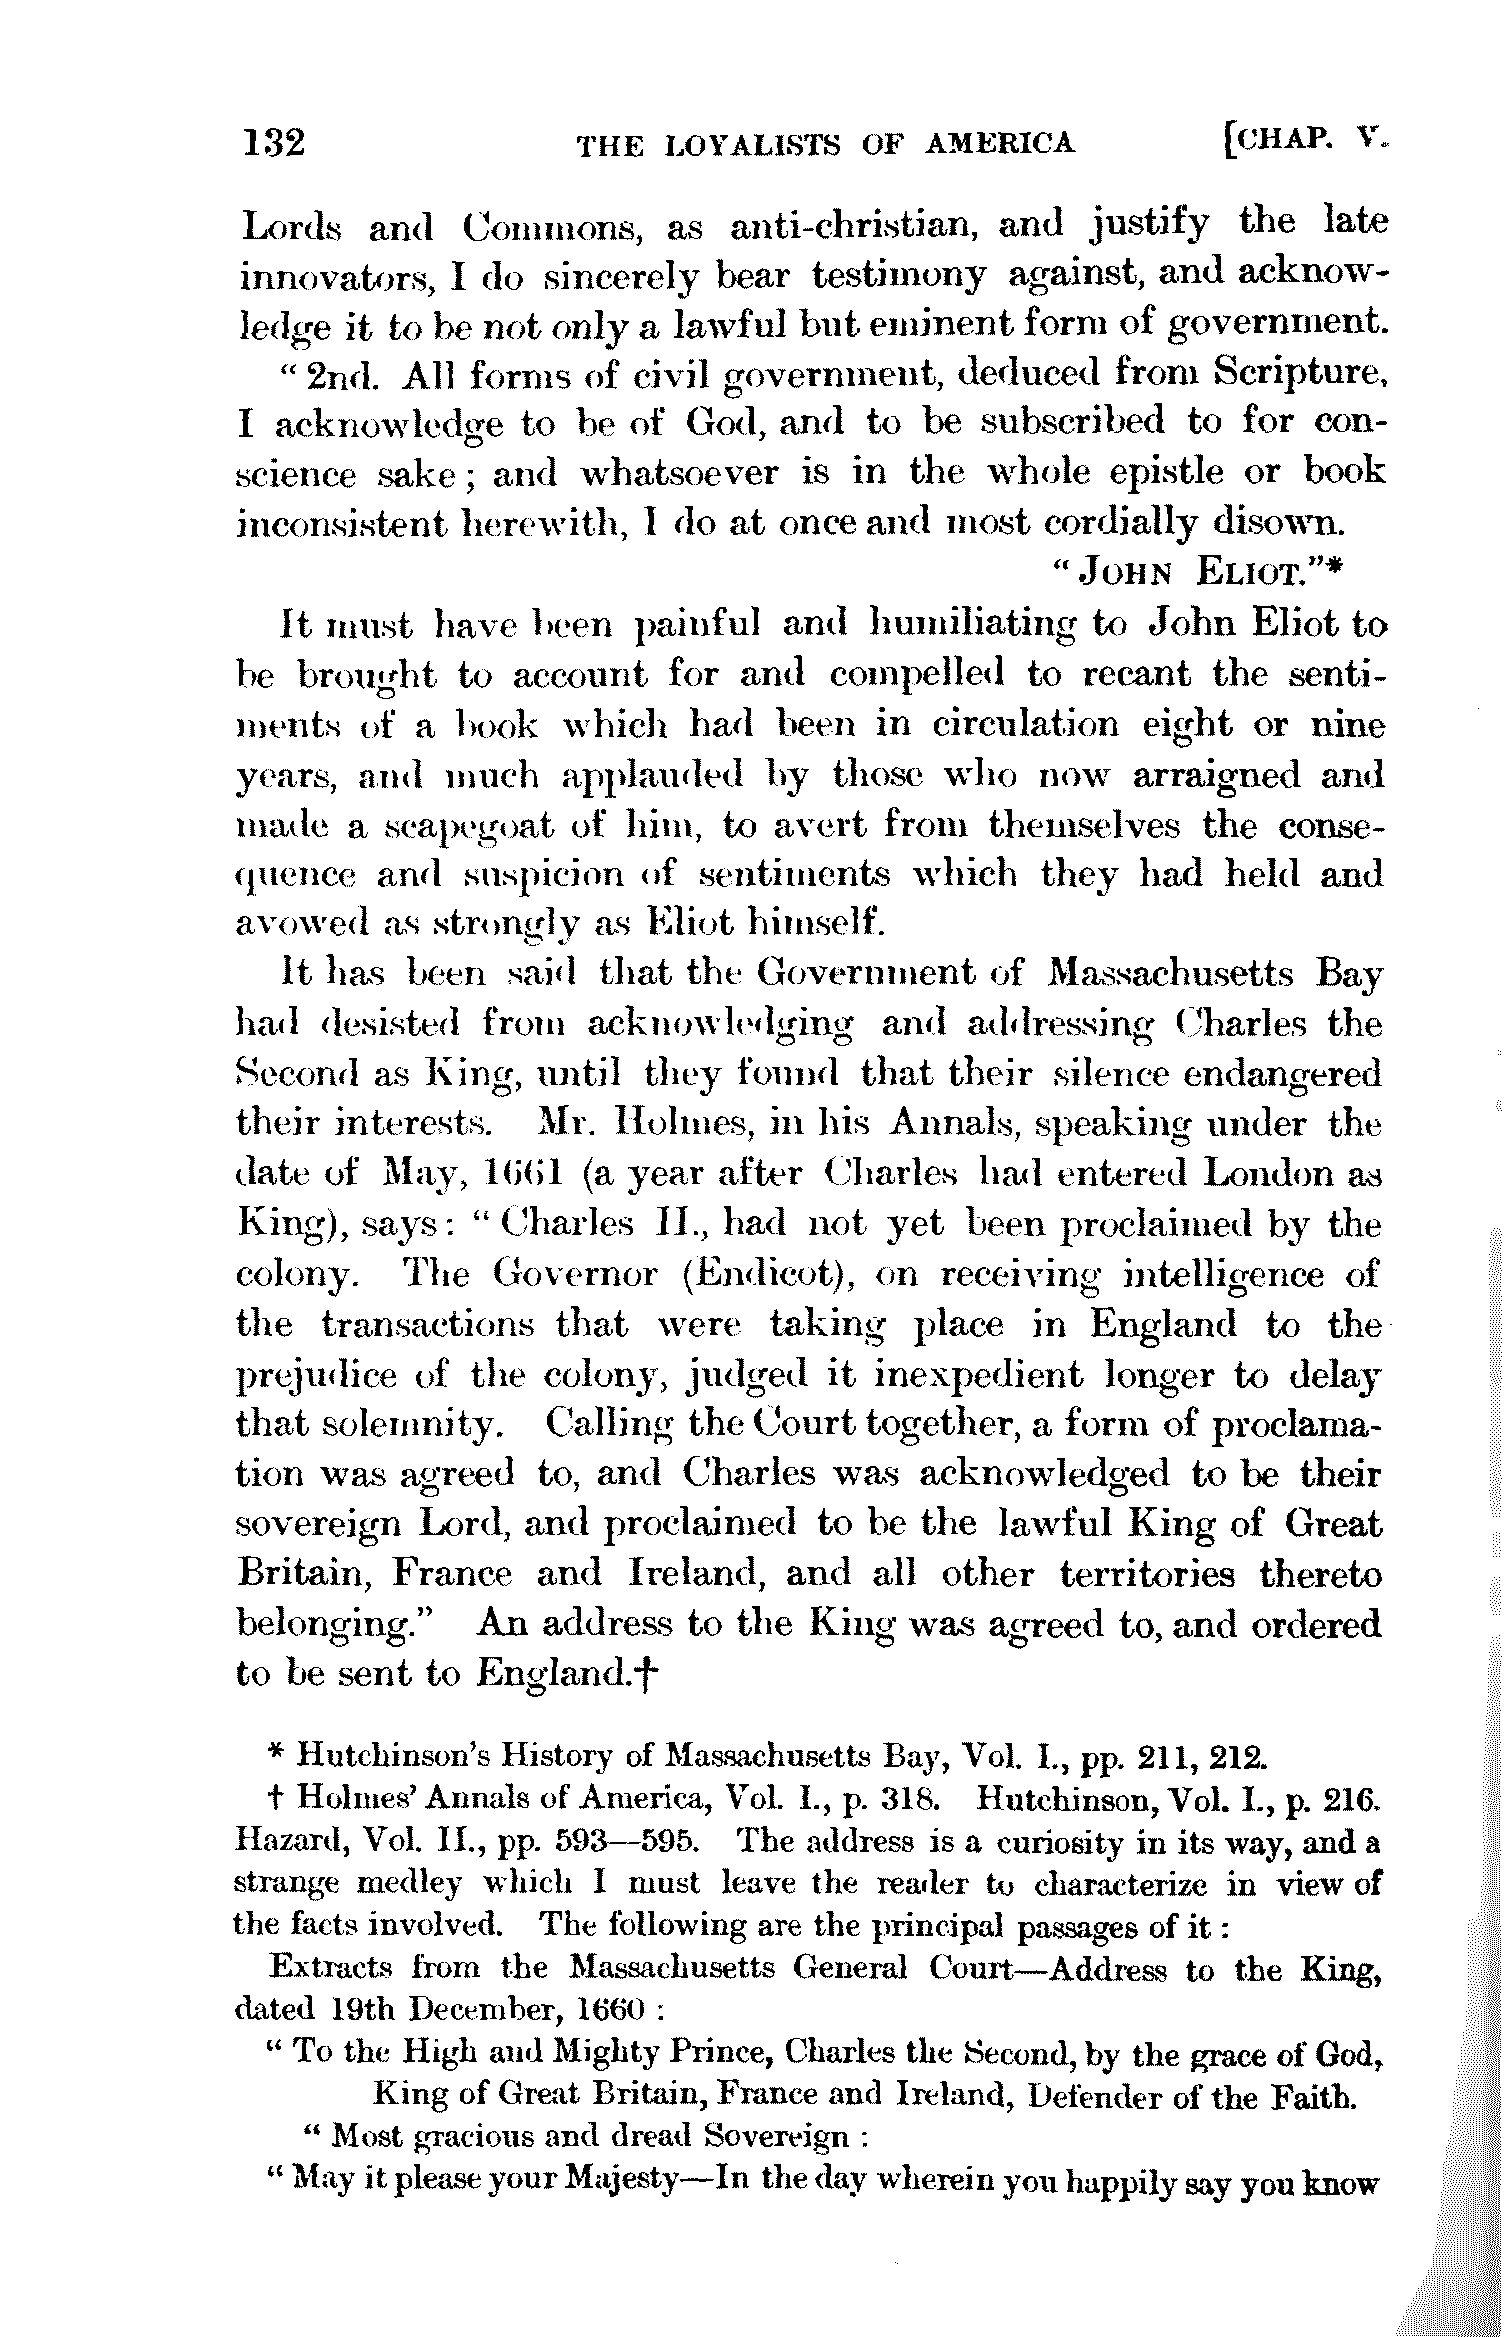 132 THE LOYALISTS OF AMERICA [CHAP. V.
Lords and Commons, as anti-christian, and justify the late
innovators, I do sincerely bear testimony against, and acknow-
ledge it to be not only a lawful but eminent form of government.
“ 2nd. All forms of civil government, deduced from Scripture,
I acknowledge to be of God, and to be subscribed to for con-
science sake ; and whatsoever is in the whole epistle or book
inconsistent herewith, I do at once and most cordially disown.
“ JOHN ELIOT.”*
It must have been painful and humiliating to John Eliot to
be brought to account for and compelled to recant the senti-
ments of a book which had been in circulation eight or nine
years, and much applauded by those who now arraigned and
made a scapegoat of him, to avert from themselves the conse-
quence and suspicion of sentiments which they had held and
avowed as strongly as Eliot himself.
It has been said that the Government of Massachusetts Bay
had desisted from acknowledging and addressing Charles the
Second as King, until they found that their silence endangered
their interests. Mr. Holmes, in his Annals, speaking under the
date of May, 1661 (a year after Charles had entered London as
King), says : “ Charles II., had not yet been proclaimed by the
colony. The Governor (Endicot), on receiving intelligence of
the transactions that were taking place in England to the
prejudice of the colony, judged it inexpedient longer to delay
that solemnity. Calling the Court together, a form of proclama-
tion was agreed to, and Charles was acknowledged to be their
sovereign Lord, and proclaimed to be the lawful King of Great
Britain, France and Ireland, and all other territories thereto
belonging.” An address to the King was agreed to, and ordered
to be sent to England.†
* Hutchinson’s History of Massachusetts Bay, Vol. I., pp. 211, 212.
† Holmes’ Annals of America, Vol. I., p. 318. Hutchinson, Vol. I., p. 216.
Hazard, Vol. II., pp. 593—595. The address is a curiosity in its way, and a
strange medley which I must leave the reader to characterize in view of
the facts involved. The following are the principal passages of it :
Extracts from the Massachusetts General Court—Address to the King,
dated 19th December, 1660 :
“ To the High and Mighty Prince, Charles the Second, by the grace of God,
King of Great Britain, France and Ireland, Defender of the Faith.
“ Most gracious and dread Sovereign :
“ May it please your Majesty—In the day wherein you happily say you know